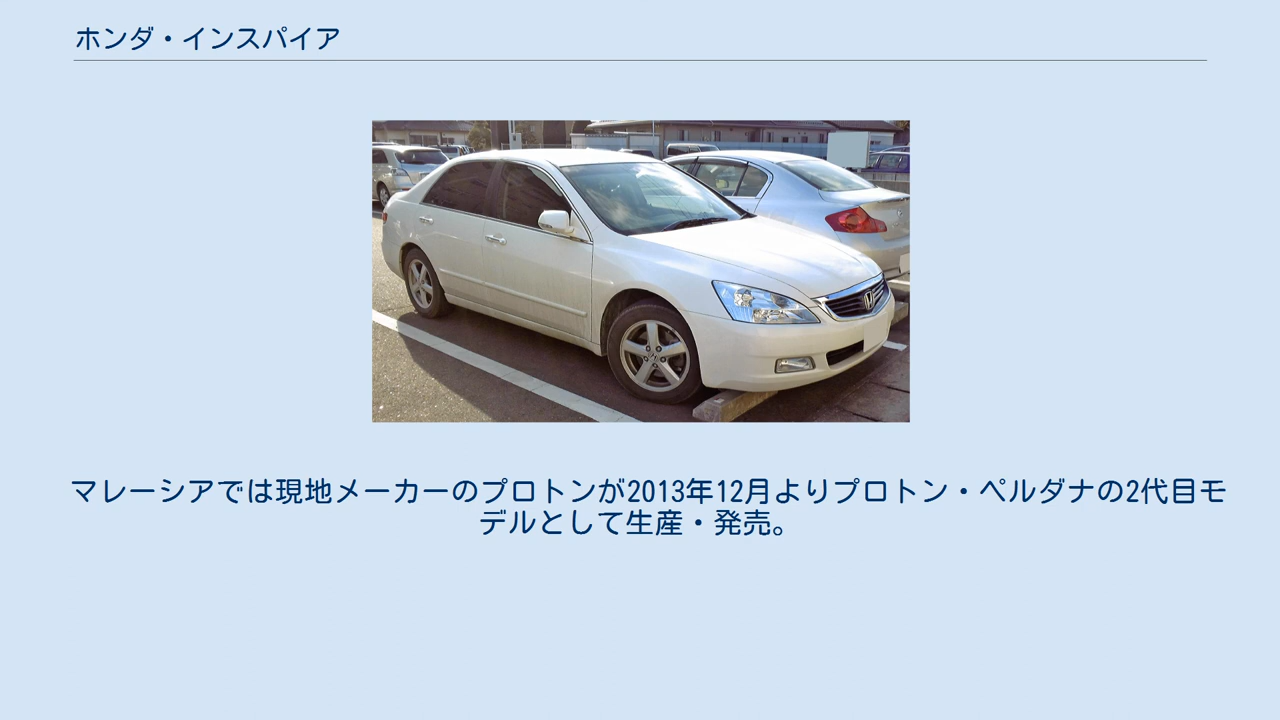 ホンダ・インスパイア
マレーシアでは現地メーカーのプロトンが2013年12月よりプロトン・ペルダナの2代目モ
デルとして生産・発売。